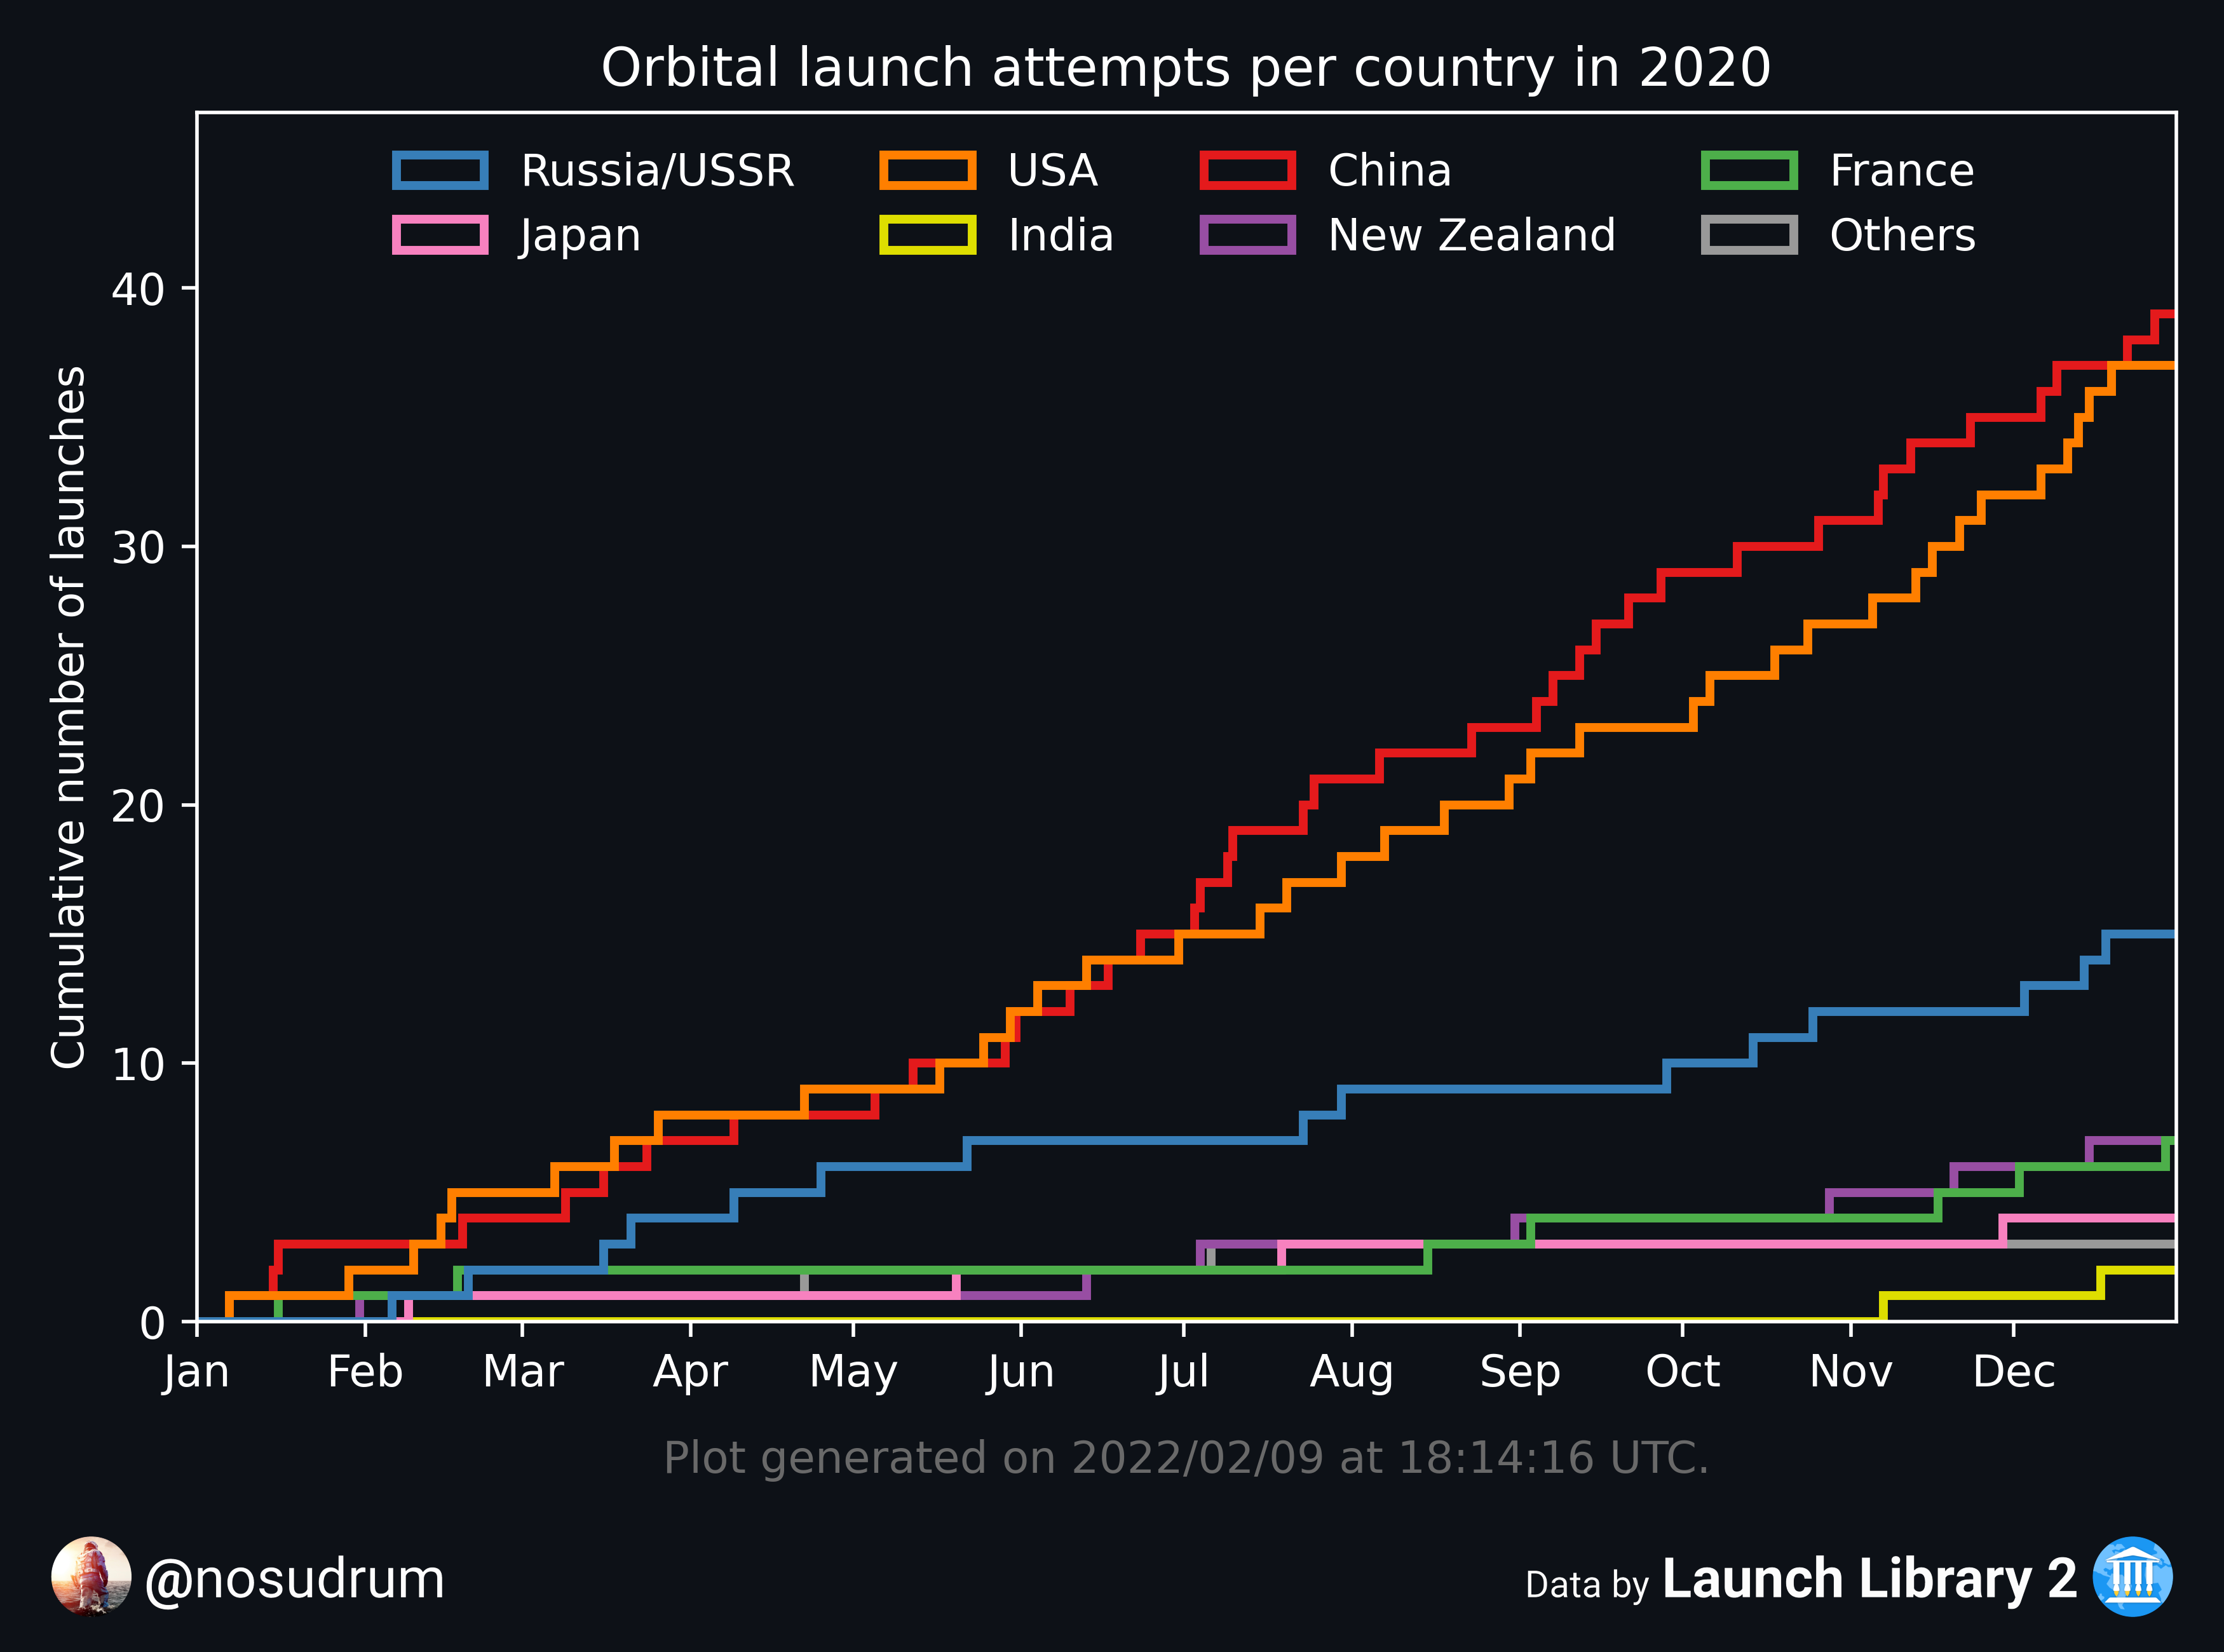 Orbital launch attempts per country in 2020
Russia/USSR USA China France
Japan India New Zealand Others
Cumulative number of launches
40
30
20
10
0
Jan Feb Mar Apr May Jun Jul Aug Sep Oct Nov Dec
Plot generated on 2022/02/09 at 18:14:16 UTC.
@nosudrum
Data by Launch Library 2